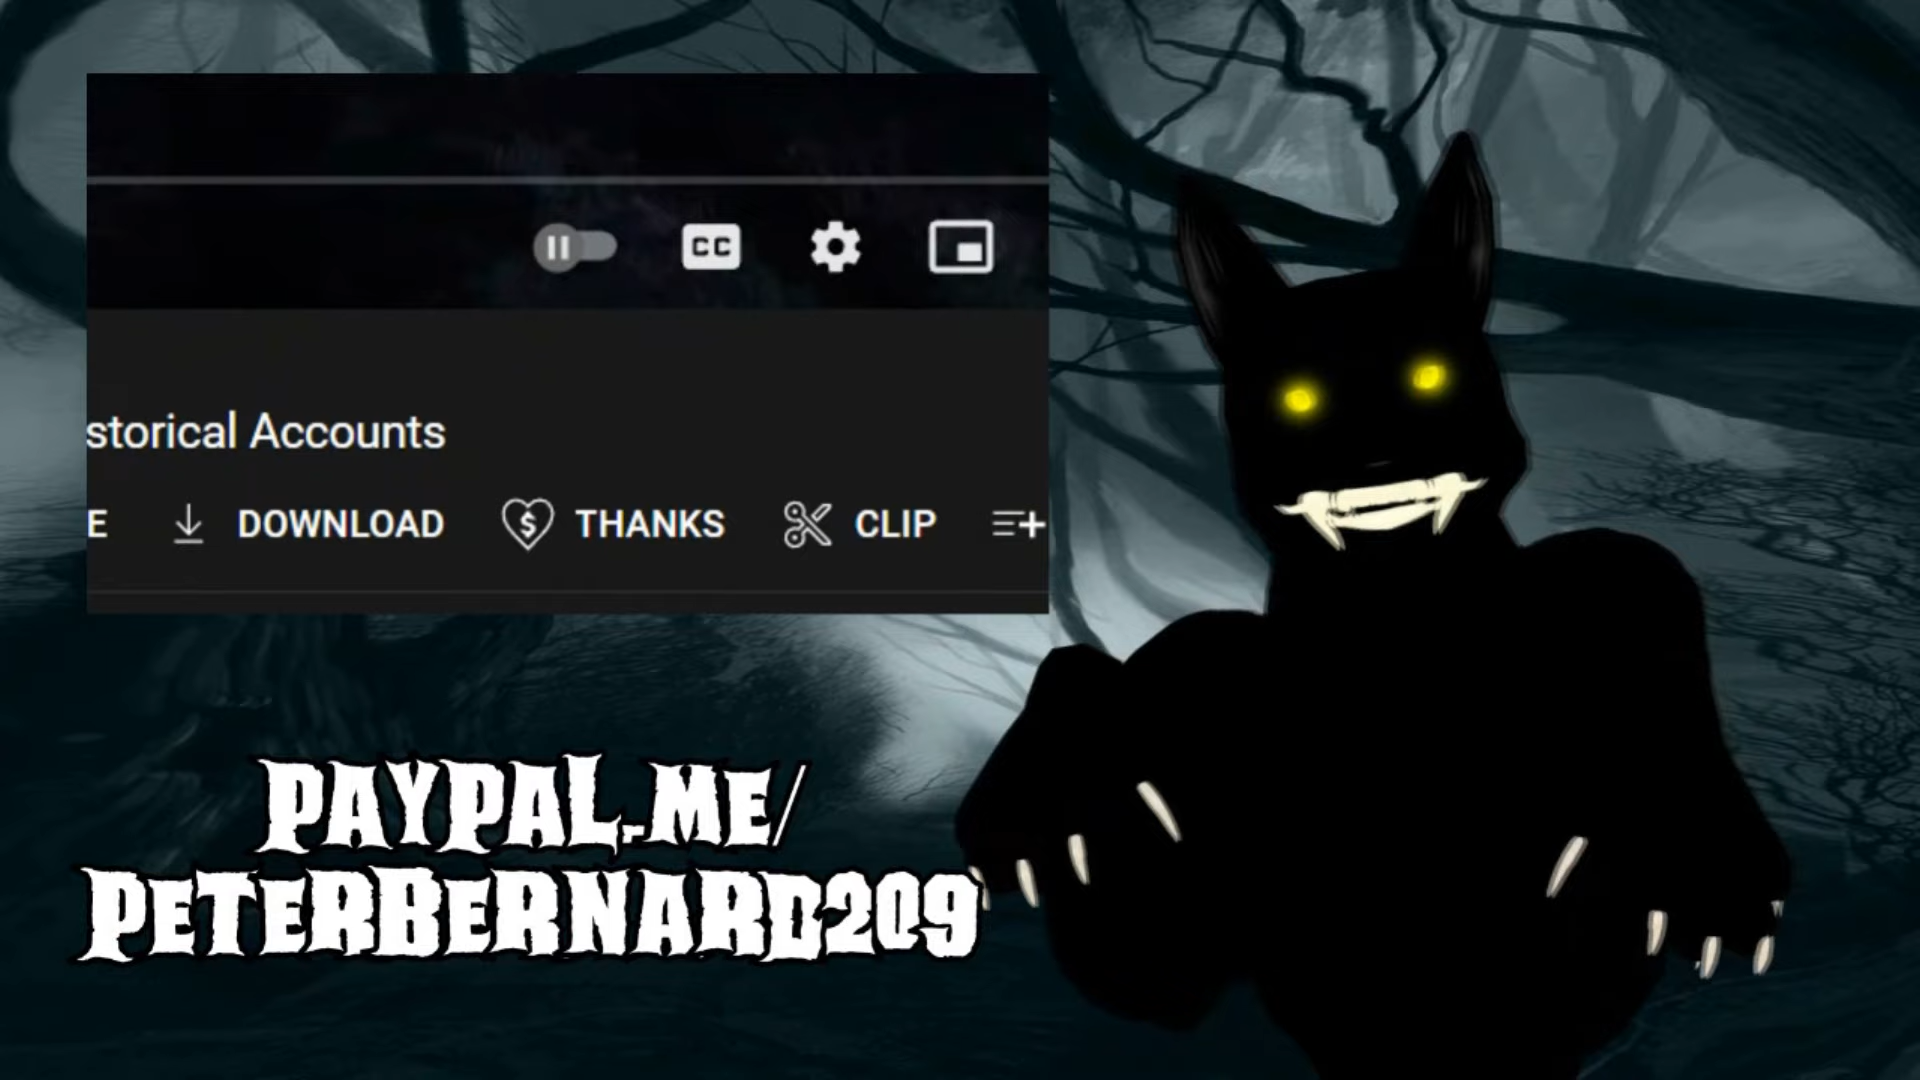 CC
storical Accounts
E DOWNLOAD $ THANKS CLIP
PAYPAL.ME/
PETERBERNARD209